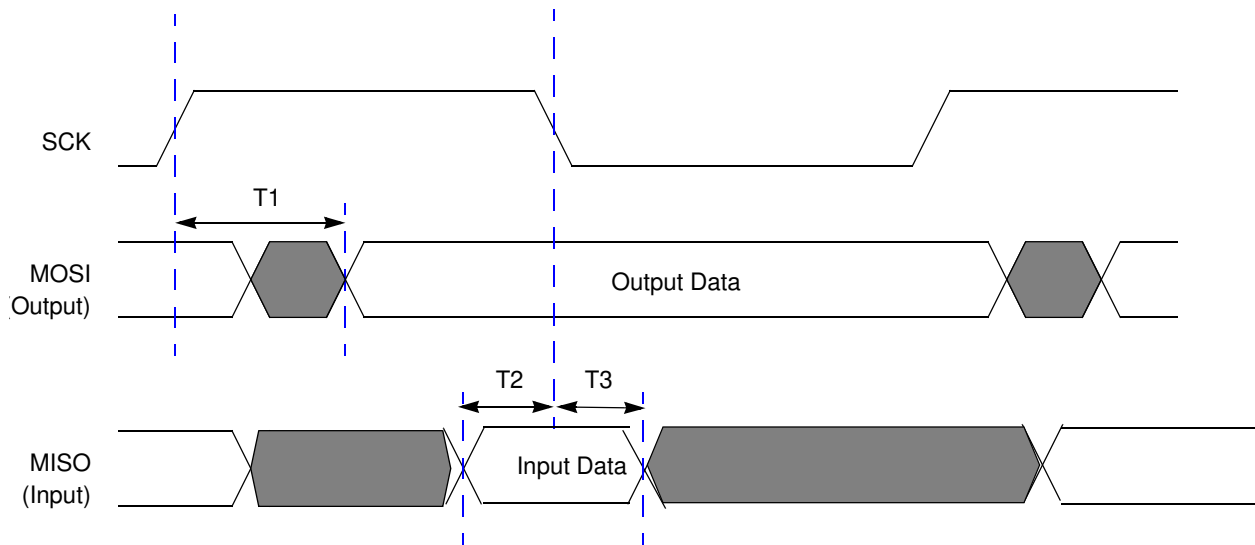 SCK
T1
MOSI
(Output)
Output Data
T2
T3
MISO
(Input)
Input Data